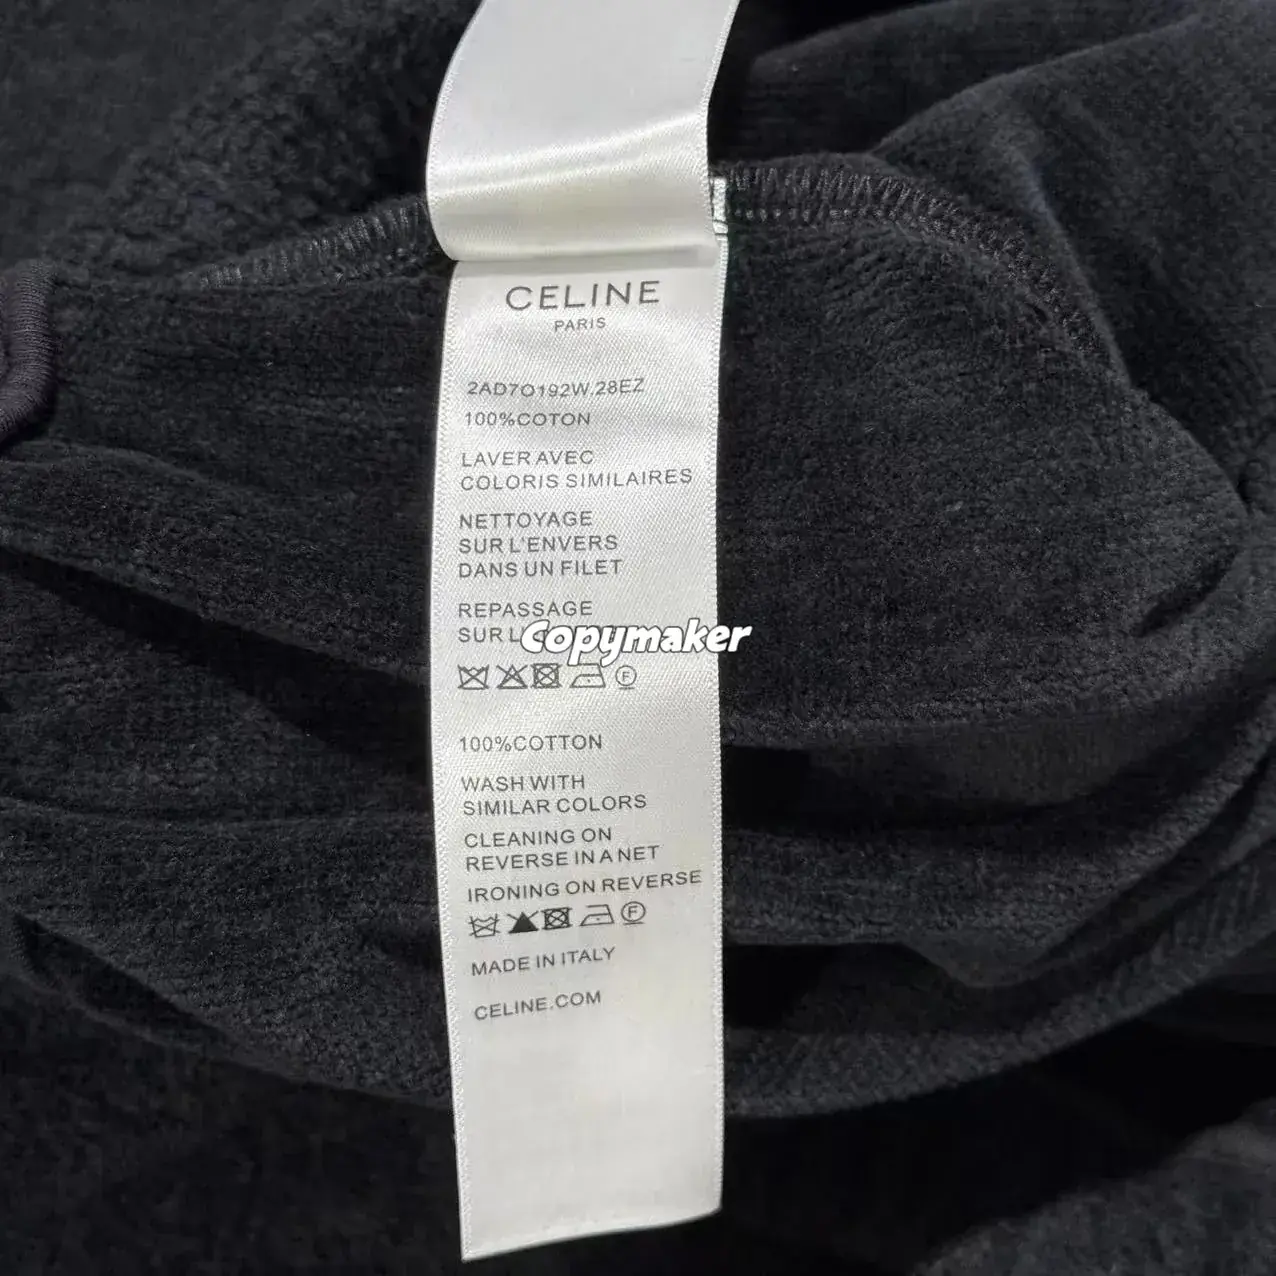 CELINE
PARIS
2AD7O192W.28EZ
100%COTON
LAVER AVEC
COLORIS SIMILAIRES
NETTOYAGE
SUR L'ENVERS
DANS UN FILET
REPASSAGE
SUR
Copymaker
F
100%COTTON
WASH WITH
SIMILAR COLORS
CLEANING ON
REVERSE IN A NET
IRONING ON REVERSE
F
MADE IN ITALY
CELINE.COM